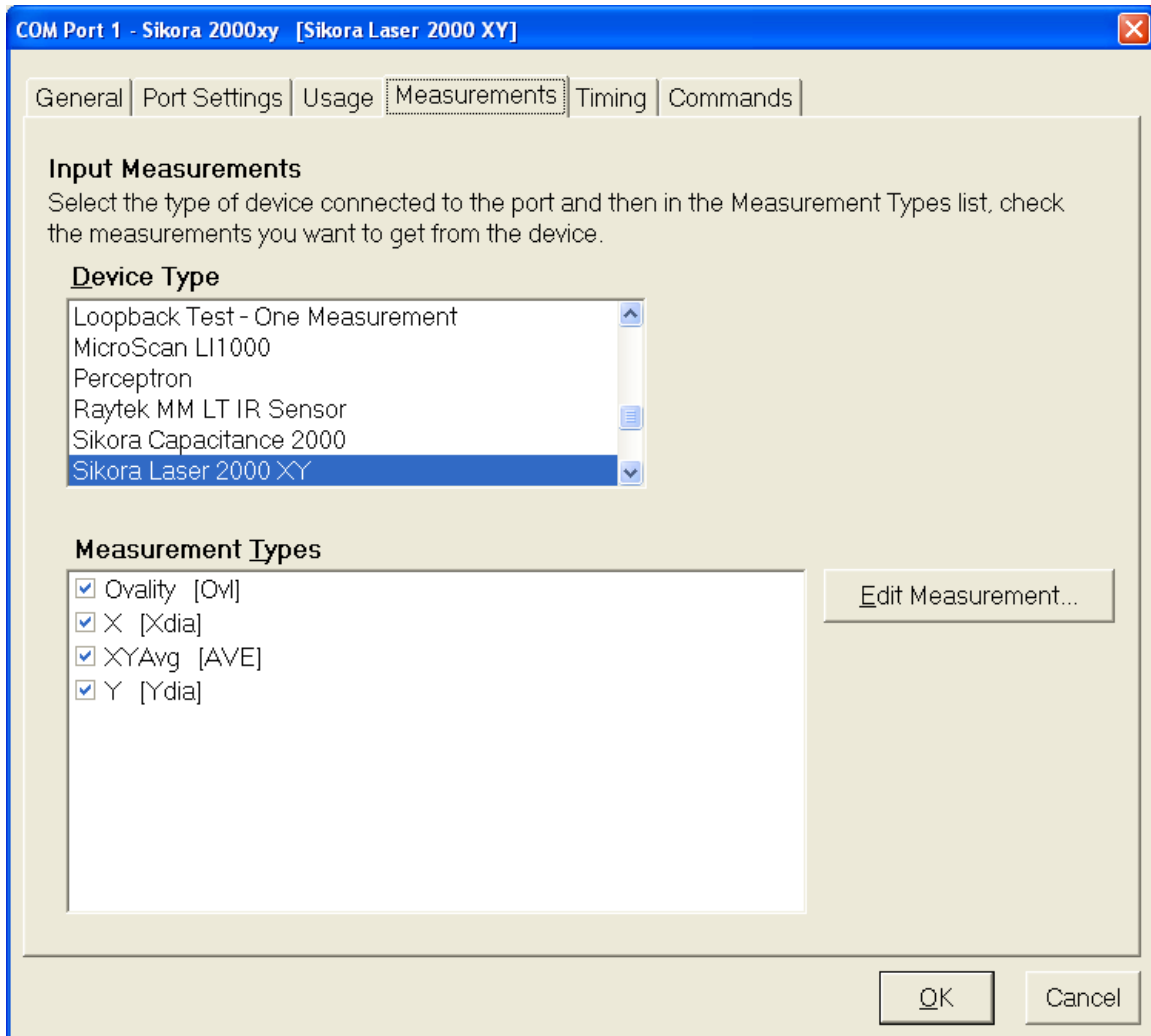 COM Port 1 - Sikora 2000xy [Sikora Laser 2000 XY]
General Port Settings Usage Measurements Timing Commands
Input Measurements
Select the type of device connected to the port and then in the Measurement Types list, check
the measurements you want to get from the device.
Device Type
Loopback Test - One Measurement
MicroScan LI1000
Perceptron
Raytek MM LT IR Sensor
Sikora Capacitance 2000
Sikora Laser 2000 XY
Measurement Types
Ovality [Ovl]
X [Xdia]
XYAvg [AVE]
Y [Ydia]
Edit Measurement...
OK Cancel